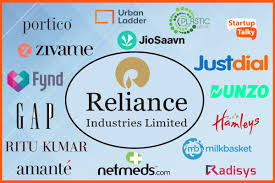 portico
Urban
Ladder
PLASTIC
Startup
Talky
zivame
JioSaavn
Justdial
Fynd
Reliance
Industries Limited
DUNZO
GAP
Hamleys
RITU KUMAR
milkbasket
mb
amanté
netmeds.com
Radisys